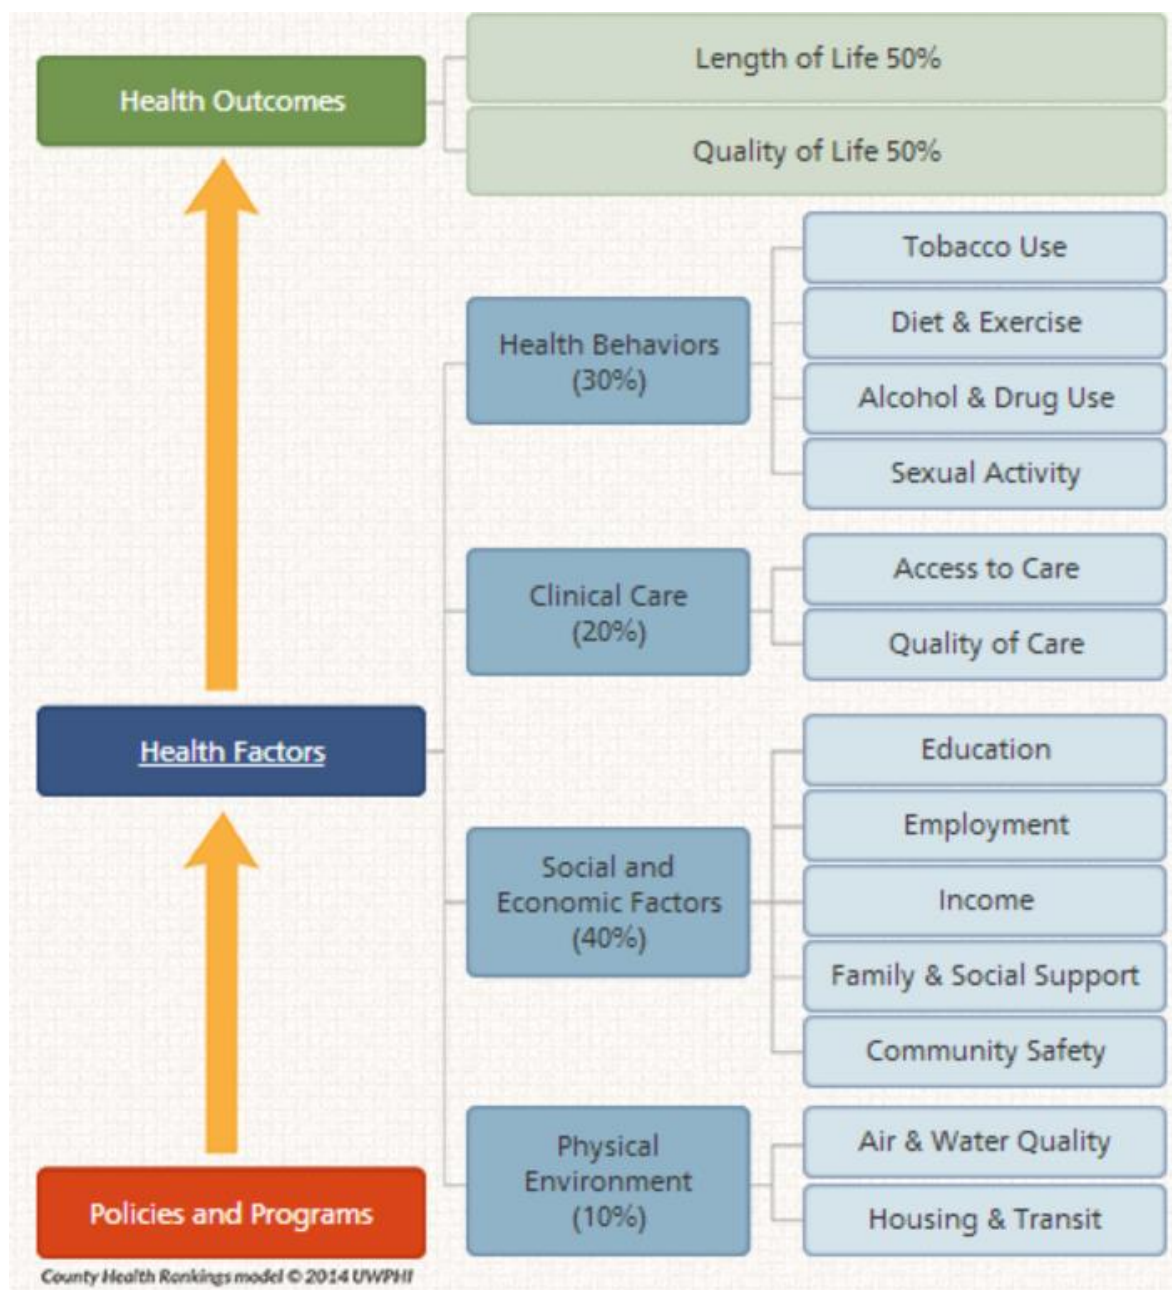 Health Outcomes
Length of Life 50%
Quality of Life 50%
Health Factors
Health Behaviors
(30%)
Tobacco Use
Diet & Exercise
Alcohol & Drug Use
Sexual Activity
Clinical Care
(20%)
Access to Care
Quality of Care
Social and
Economic Factors
(40%)
Education
Employment
Income
Family & Social Support
Community Safety
Physical
Environment
(10%)
Air & Water Quality
Housing & Transit
Policies and Programs
County Health Rankings model © 2014 UWPHI